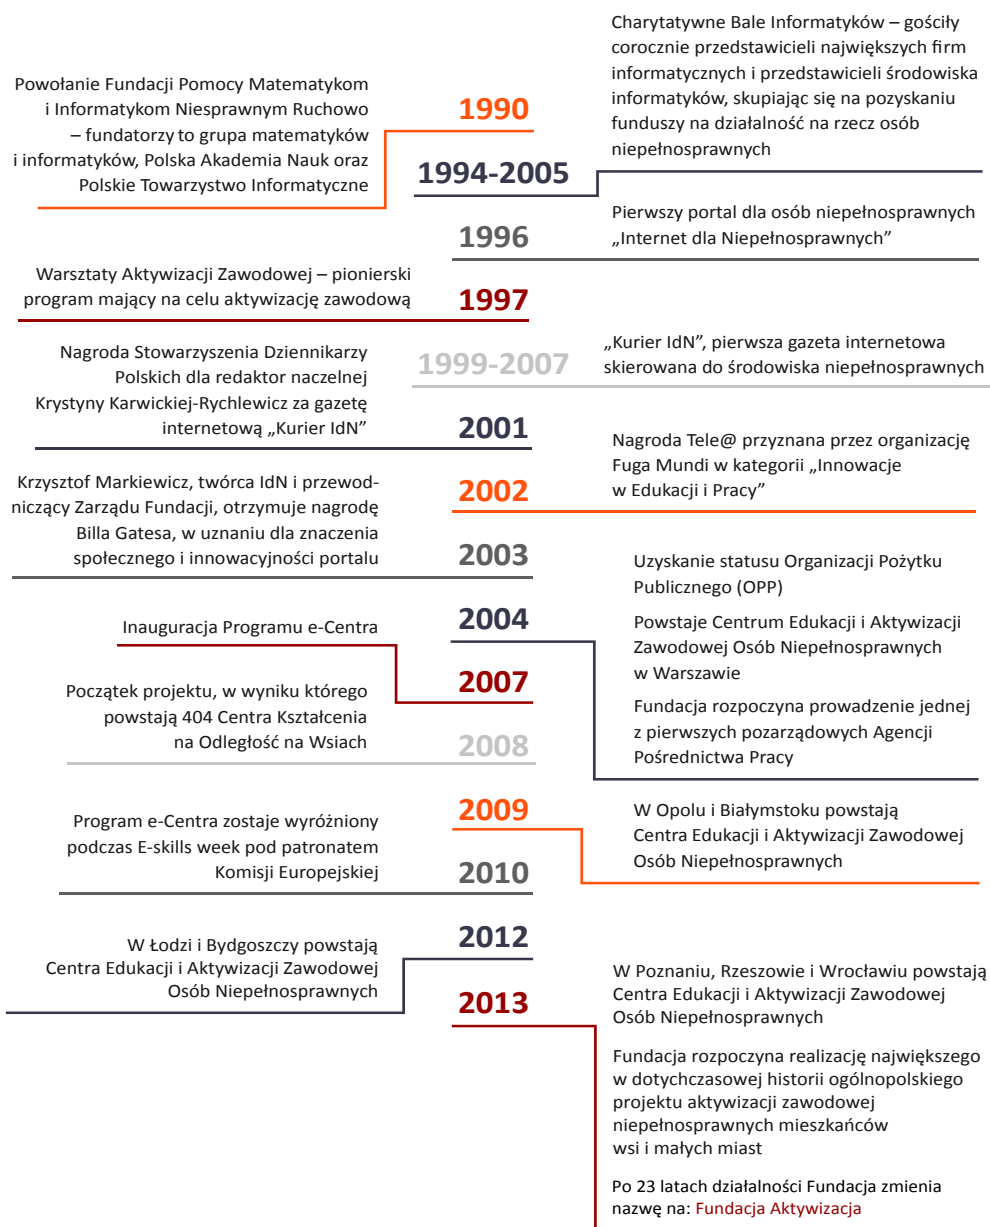 1990
Powołanie Fundacji Pomocy Matematykom
i Informatykom Niesprawnym Ruchowo
– fundatorzy to grupa matematyków
i informatyków, Polska Akademia Nauk oraz
Polskie Towarzystwo Informatyczne
1994-2005
Charytatywne Bale Informatyków – gościły
corocznie przedstawicieli największych firm
informatycznych i przedstawicieli środowiska
informatyków, skupiając się na pozyskaniu
funduszy na działalność na rzecz osób
niepełnosprawnych
1996
Pierwszy portal dla osób niepełnosprawnych
„Internet dla Niepełnosprawnych”
1997
Warsztaty Aktywizacji Zawodowej – pionierski
program mający na celu aktywizację zawodową
1999-2007
„Kurier IdN”, pierwsza gazeta internetowa
skierowana do środowiska niepełnosprawnych
2001
Nagroda Stowarzyszenia Dziennikarzy
Polskich dla redaktor naczelnej
Krystyny Karwickiej-Rychlewicz za gazetę
internetową „Kurier IdN”
2002
Nagroda Tele@ przyznana przez organizację
Fuga Mundi w kategorii „Innowacje
w Edukacji i Pracy”
2003
Krzysztof Markiewicz, twórca IdN i przewod-
niczący Zarządu Fundacji, otrzymuje nagrodę
Billa Gatesa, w uznaniu dla znaczenia
społecznego i innowacyjności portalu
2004
Uzyskanie statusu Organizacji Pożytku
Publicznego (OPP)
Powstaje Centrum Edukacji i Aktywizacji
Zawodowej Osób Niepełnosprawnych
w Warszawie
Fundacja rozpoczyna prowadzenie jednej
z pierwszych pozarządowych Agencji
Pośrednictwa Pracy
2007
Inauguracja Programu e-Centra
2008
Początek projektu, w wyniku którego
powstają 404 Centra Kształcenia
na Odległość na Wsiach
2009
W Opolu i Białymstoku powstają
Centra Edukacji i Aktywizacji Zawodowej
Osób Niepełnosprawnych
2010
Program e-Centra zostaje wyróżniony
podczas E-skills week pod patronatem
Komisji Europejskiej
2012
W Łodzi i Bydgoszczy powstają
Centra Edukacji i Aktywizacji Zawodowej
Osób Niepełnosprawnych
2013
W Poznaniu, Rzeszowie i Wrocławiu powstają
Centra Edukacji i Aktywizacji Zawodowej
Osób Niepełnosprawnych
Fundacja rozpoczyna realizację największego
w dotychczasowej historii ogólnopolskiego
projektu aktywizacji zawodowej
niepełnosprawnych mieszkańców
wsi i małych miast
Po 23 latach działalności Fundacja zmienia
nazwę na: Fundacja Aktywizacja